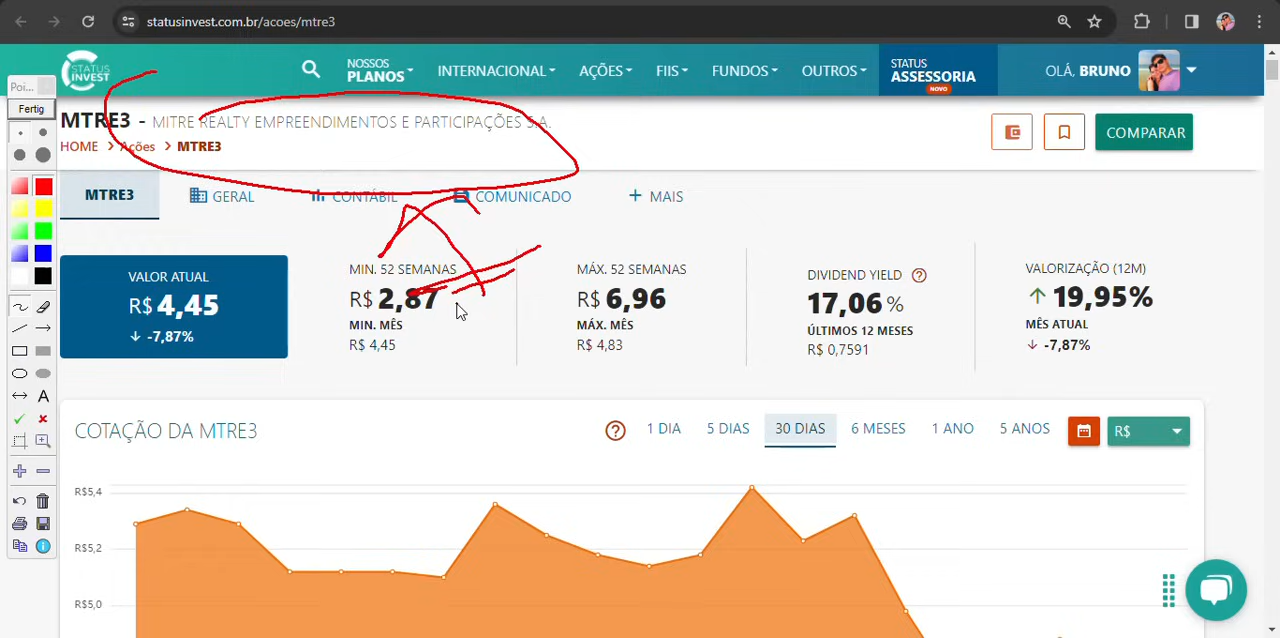 statusinvest.com.br/acoes/mtre3
STATUS
INVEST
NOSSOS
PLANOS
INTERNACIONAL
AÇÕES
FIIS
FUNDOS
OUTROS
STATUS
ASSESSORIA
NOVO
OLÁ, BRUNO
Poi...
Fertig
MTRE3 - MITRE REALTY EMPREENDIMENTOS E PARTICIPAÇÕES S.A.
HOME > Ações > MTRE3
COMPARAR
MTRE3
GERAL
CONTÁBIL
COMUNICADO
+ MAIS
VALOR ATUAL
R$ 4,45
↓ -7,87%
MIN. 52 SEMANAS
R$ 2,87
MIN. MÊS
R$ 4,45
MÁX. 52 SEMANAS
R$ 6,96
MÁX. MÊS
R$ 4,83
DIVIDEND YIELD ?
17,06 %
ÚLTIMOS 12 MESES
R$ 0,7591
VALORIZAÇÃO (12M)
↑ 19,95%
MÊS ATUAL
↓ -7,87%
A
COTAÇÃO DA MTRE3
?
1 DIA
5 DIAS
30 DIAS
6 MESES
1 ANO
5 ANOS
R$
R$5,4
R$5,2
R$5,0